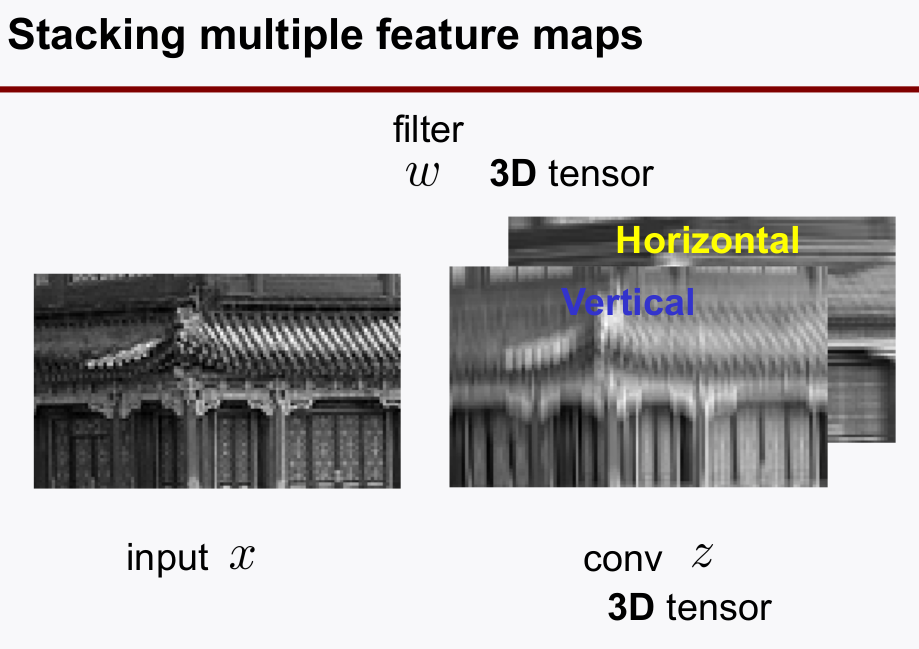 Stacking multiple feature maps
filter
w 3D tensor
Horizontal
Vertical
input x
conv z
3D tensor